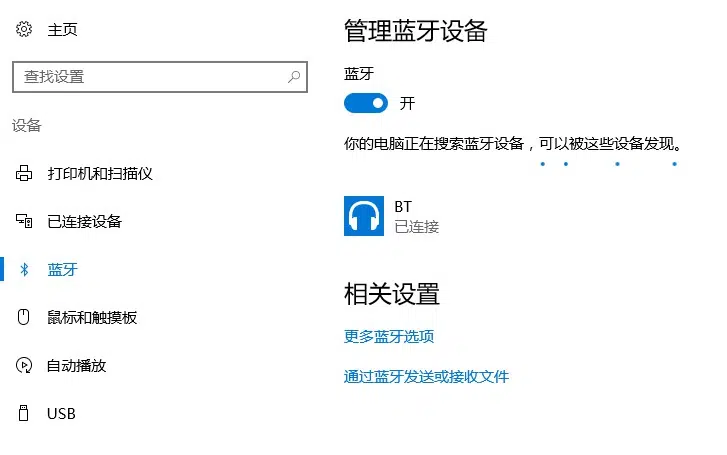 主页
查找设置
设备
打印机和扫描仪
已连接设备
蓝牙
鼠标和触摸板
自动播放
USB
管理蓝牙设备
蓝牙
开
你的电脑正在搜索蓝牙设备，可以被这些设备发现。
BT
已连接
相关设置
更多蓝牙选项
通过蓝牙发送或接收文件